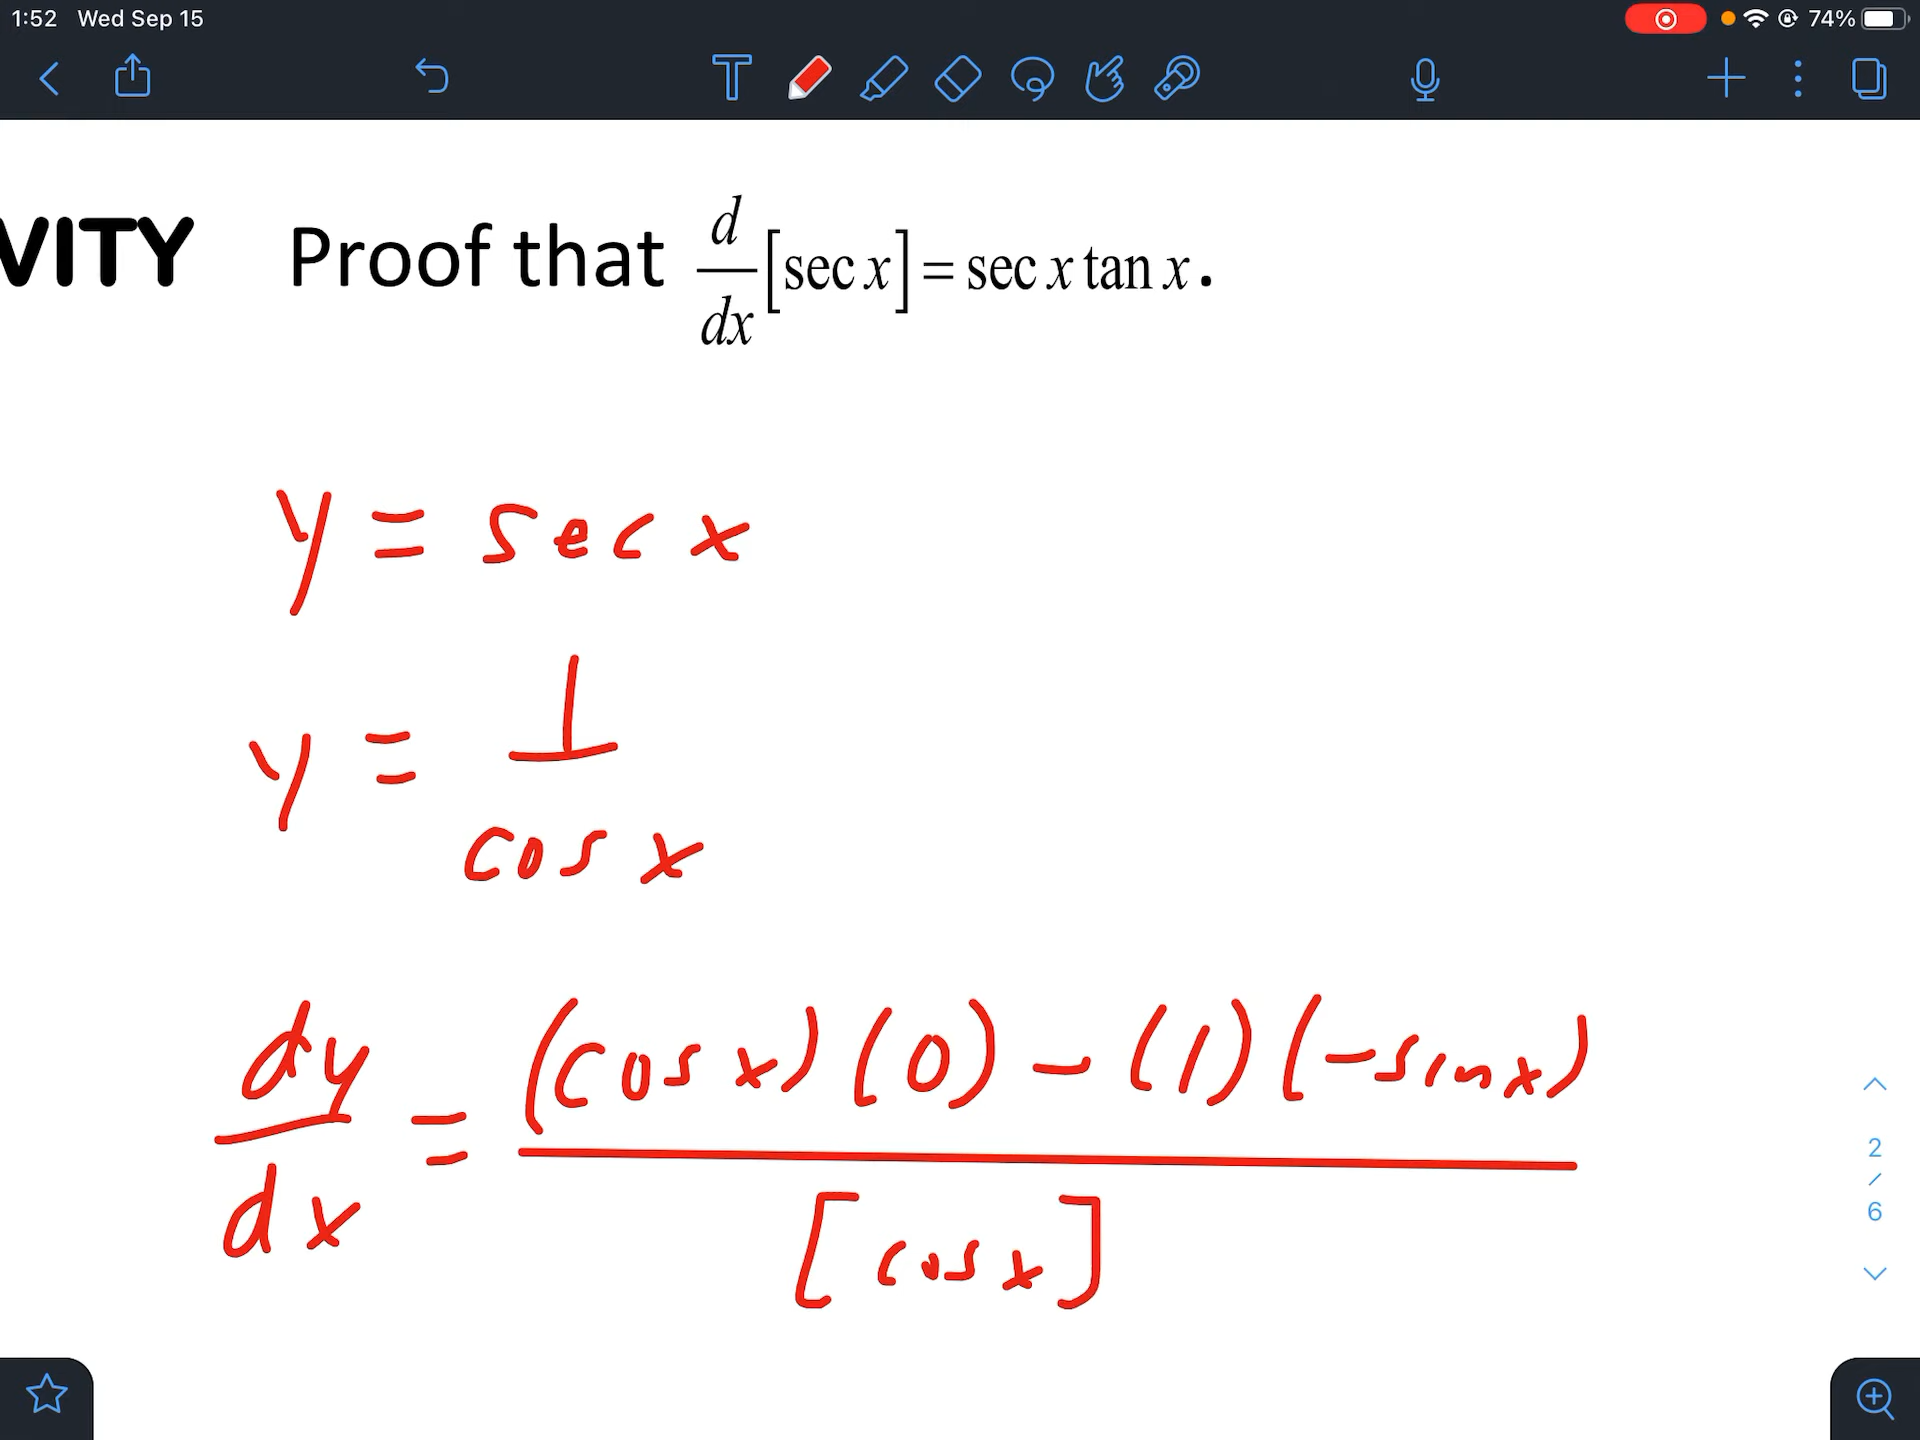 1:52 Wed Sep 15 74%
VITY Proof that d/dx [sec x] = sec x tan x.
y = sec x
y = 1/cos x
dy/dx = (cos x)(0) - (1)(-sin x)/[cos x]
2
/
6